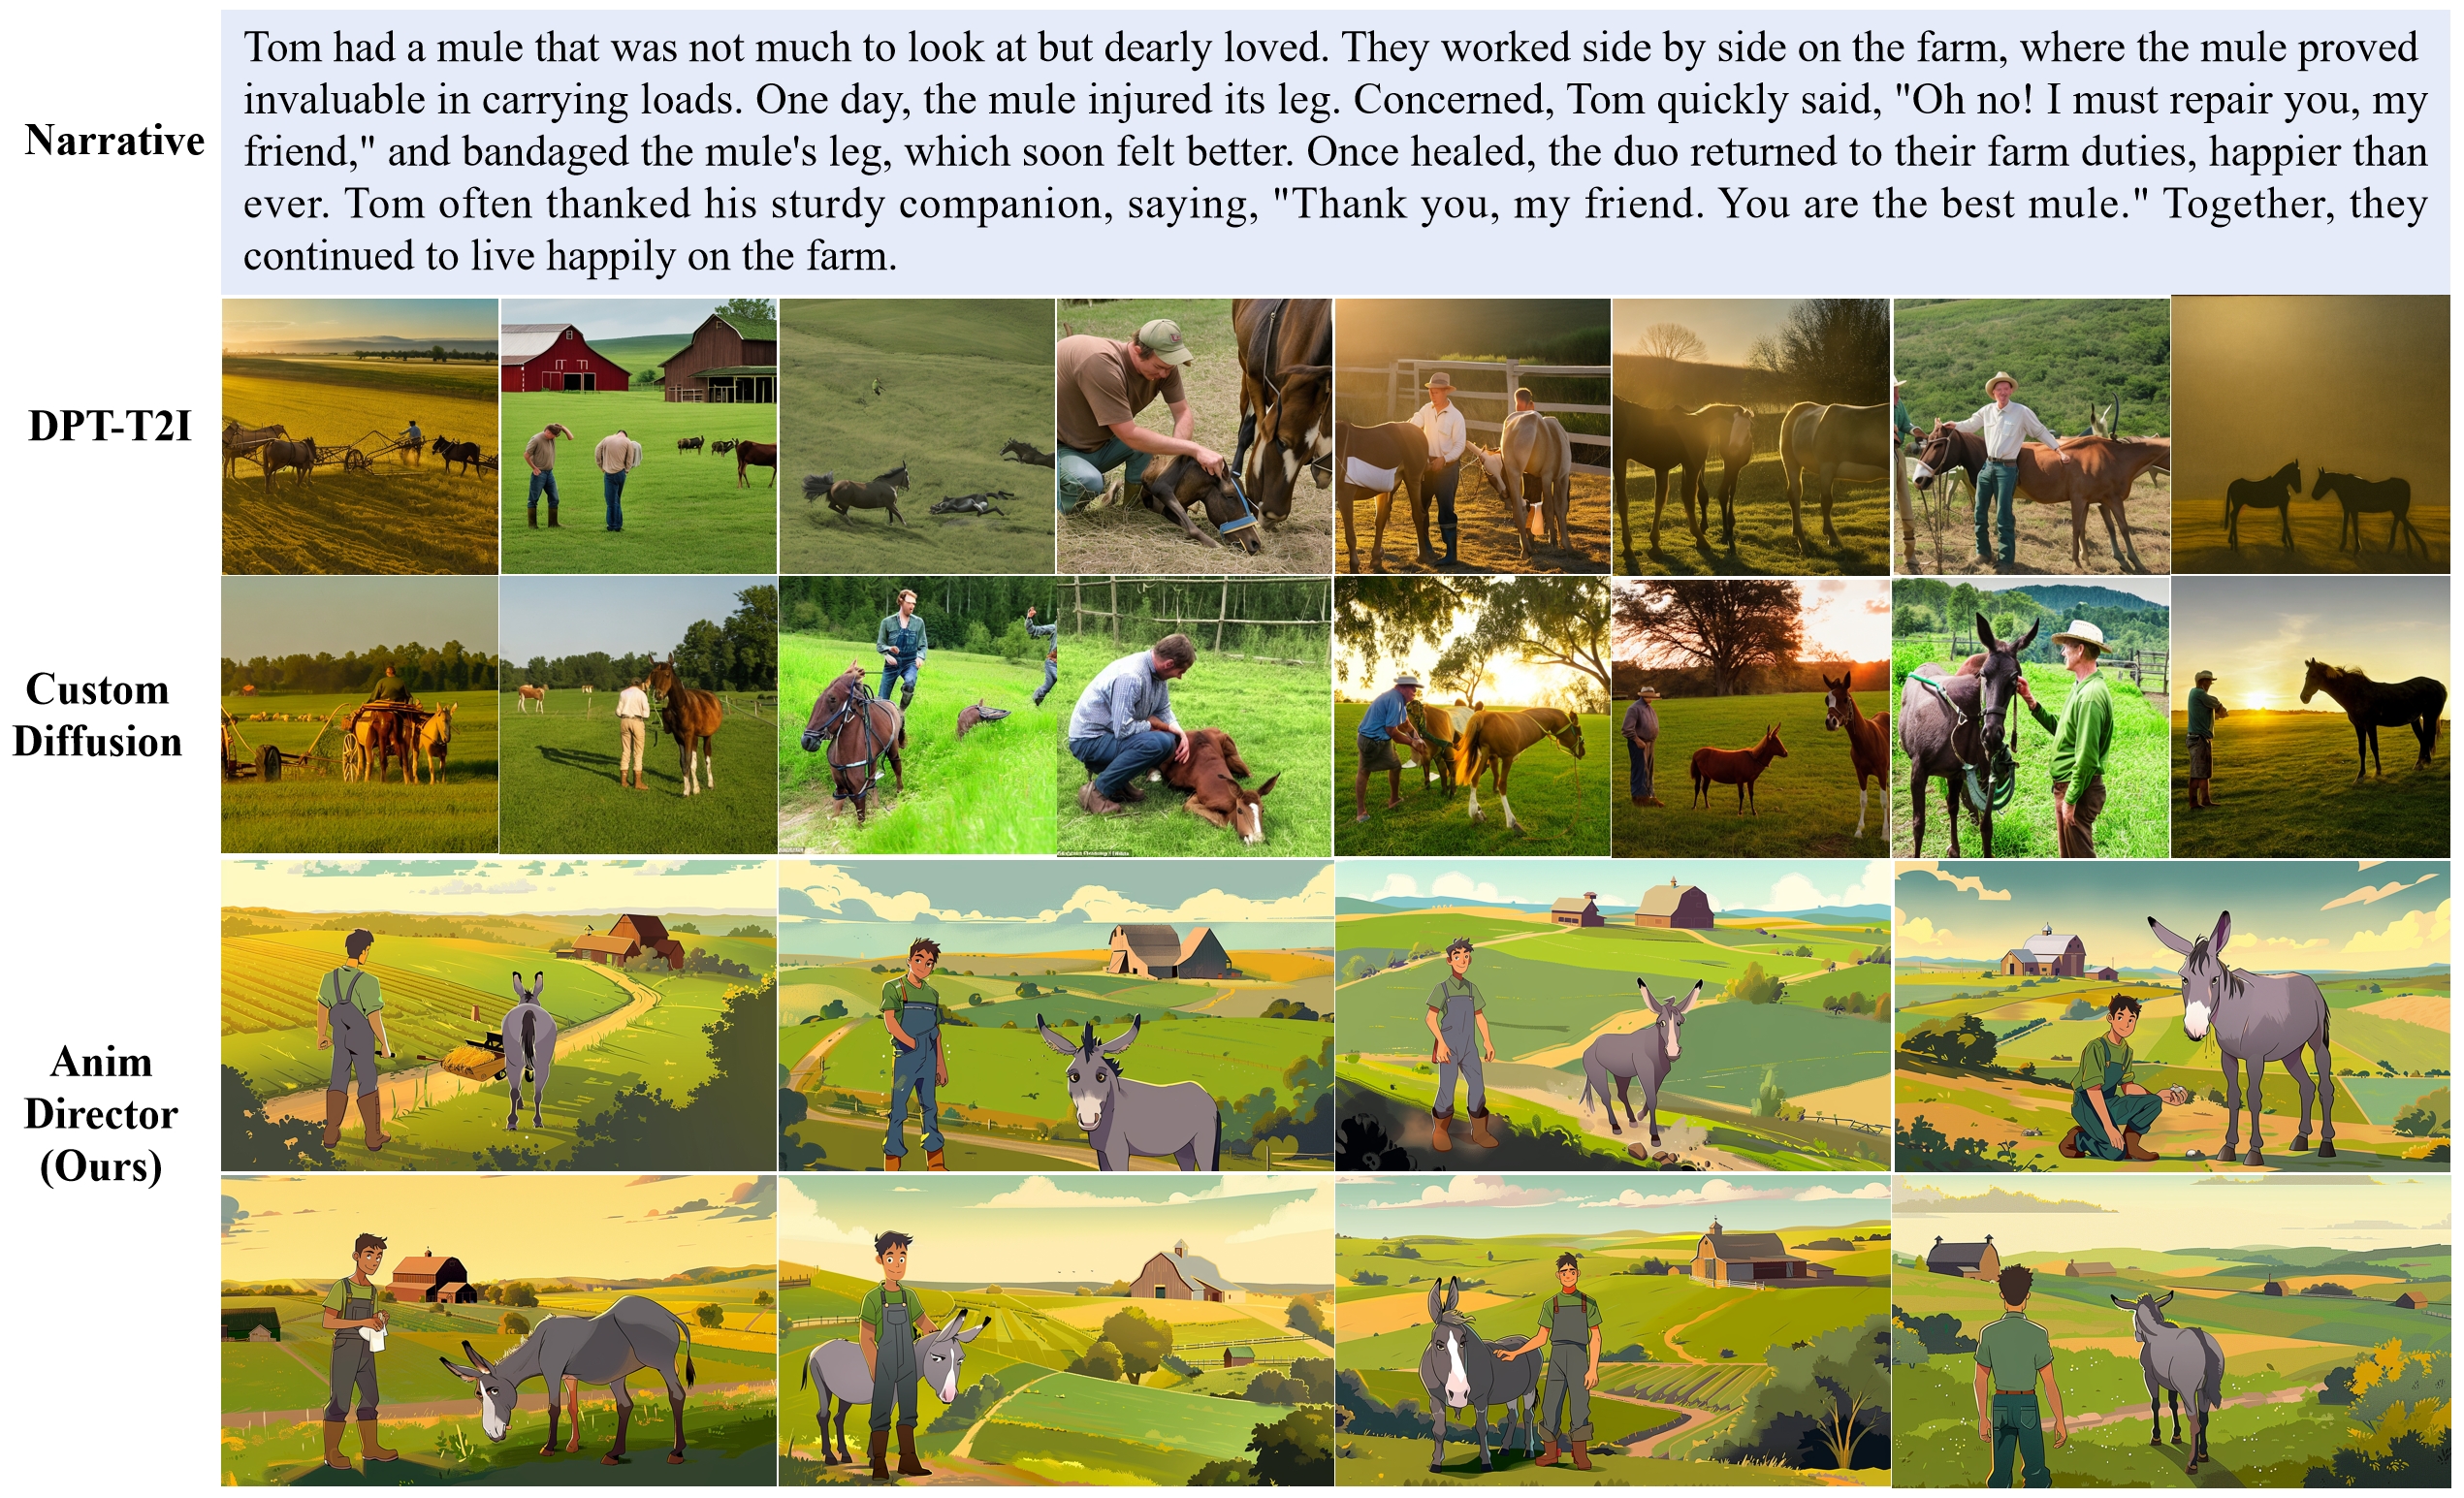 Narrative
Tom had a mule that was not much to look at but dearly loved. They worked side by side on the farm, where the mule proved
invaluable in carrying loads. One day, the mule injured its leg. Concerned, Tom quickly said, "Oh no! I must repair you, my
friend," and bandaged the mule's leg, which soon felt better. Once healed, the duo returned to their farm duties, happier than
ever. Tom often thanked his sturdy companion, saying, "Thank you, my friend. You are the best mule." Together, they
continued to live happily on the farm.
DPT-T2I
Custom
Diffusion
Anim
Director
(Ours)